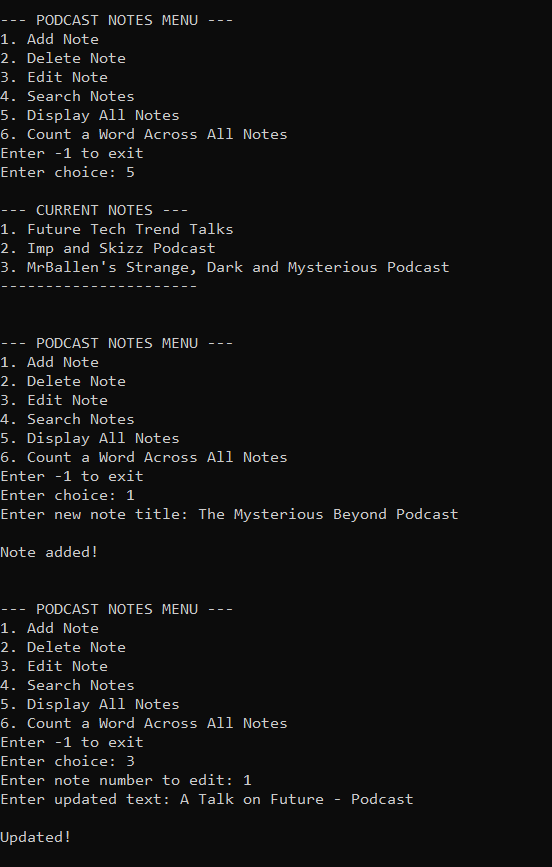 --- PODCAST NOTES MENU ---
1. Add Note
2. Delete Note
3. Edit Note
4. Search Notes
5. Display All Notes
6. Count a Word Across All Notes
Enter -1 to exit
Enter choice: 5
--- CURRENT NOTES ---
1. Future Tech Trend Talks
2. Imp and Skizz Podcast
3. MrBallen's Strange, Dark and Mysterious Podcast
----------------------
--- PODCAST NOTES MENU ---
1. Add Note
2. Delete Note
3. Edit Note
4. Search Notes
5. Display All Notes
6. Count a Word Across All Notes
Enter -1 to exit
Enter choice: 1
Enter new note title: The Mysterious Beyond Podcast
Note added!
--- PODCAST NOTES MENU ---
1. Add Note
2. Delete Note
3. Edit Note
4. Search Notes
5. Display All Notes
6. Count a Word Across All Notes
Enter -1 to exit
Enter choice: 3
Enter note number to edit: 1
Enter updated text: A Talk on Future - Podcast
Updated!